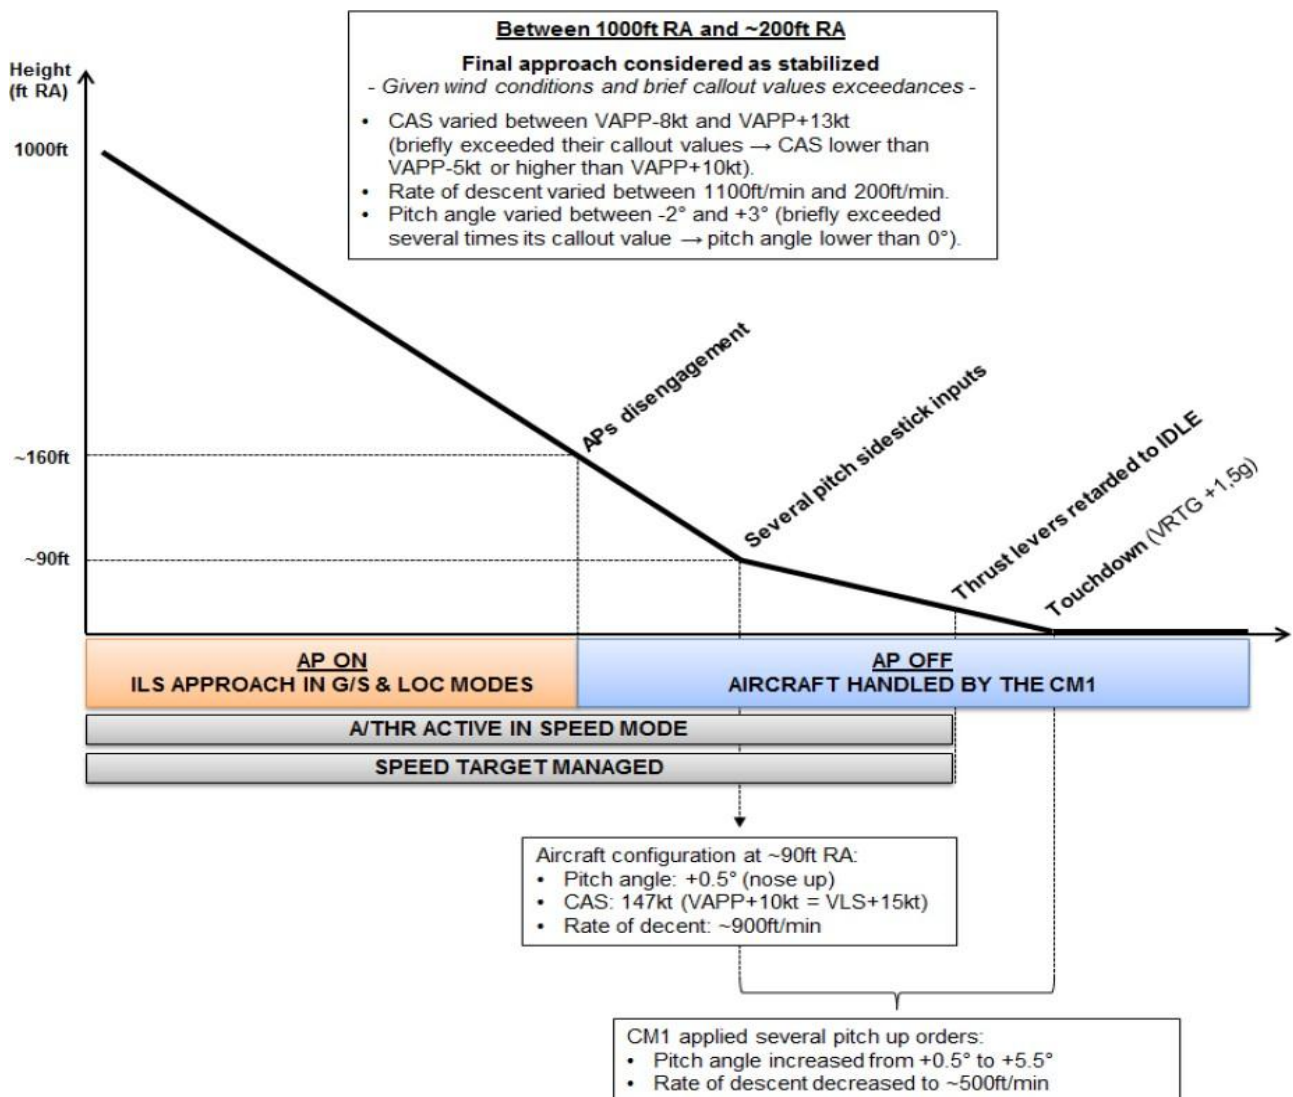 Between 1000ft RA and ~200ft RA
Final approach considered as stabilized
- Given wind conditions and brief callout values exceedances -
• CAS varied between VAPP-8kt and VAPP+13kt
(briefly exceeded their callout values → CAS lower than
VAPP-5kt or higher than VAPP+10kt).
• Rate of descent varied between 1100ft/min and 200ft/min.
• Pitch angle varied between -2° and +3° (briefly exceeded
several times its callout value → pitch angle lower than 0°).
Height
(ft RA)
1000ft
~160ft
~90ft
APs disengagement
Several pitch sidestick inputs
Thrust levers retarded to IDLE
Touchdown (VRTG +1,5g)
AP ON
ILS APPROACH IN G/S & LOC MODES
AP OFF
AIRCRAFT HANDLED BY THE CM1
A/THR ACTIVE IN SPEED MODE
SPEED TARGET MANAGED
Aircraft configuration at ~90ft RA:
• Pitch angle: +0.5° (nose up)
• CAS: 147kt (VAPP+10kt = VLS+15kt)
• Rate of decent: ~900ft/min
CM1 applied several pitch up orders:
• Pitch angle increased from +0.5° to +5.5°
• Rate of descent decreased to ~500ft/min